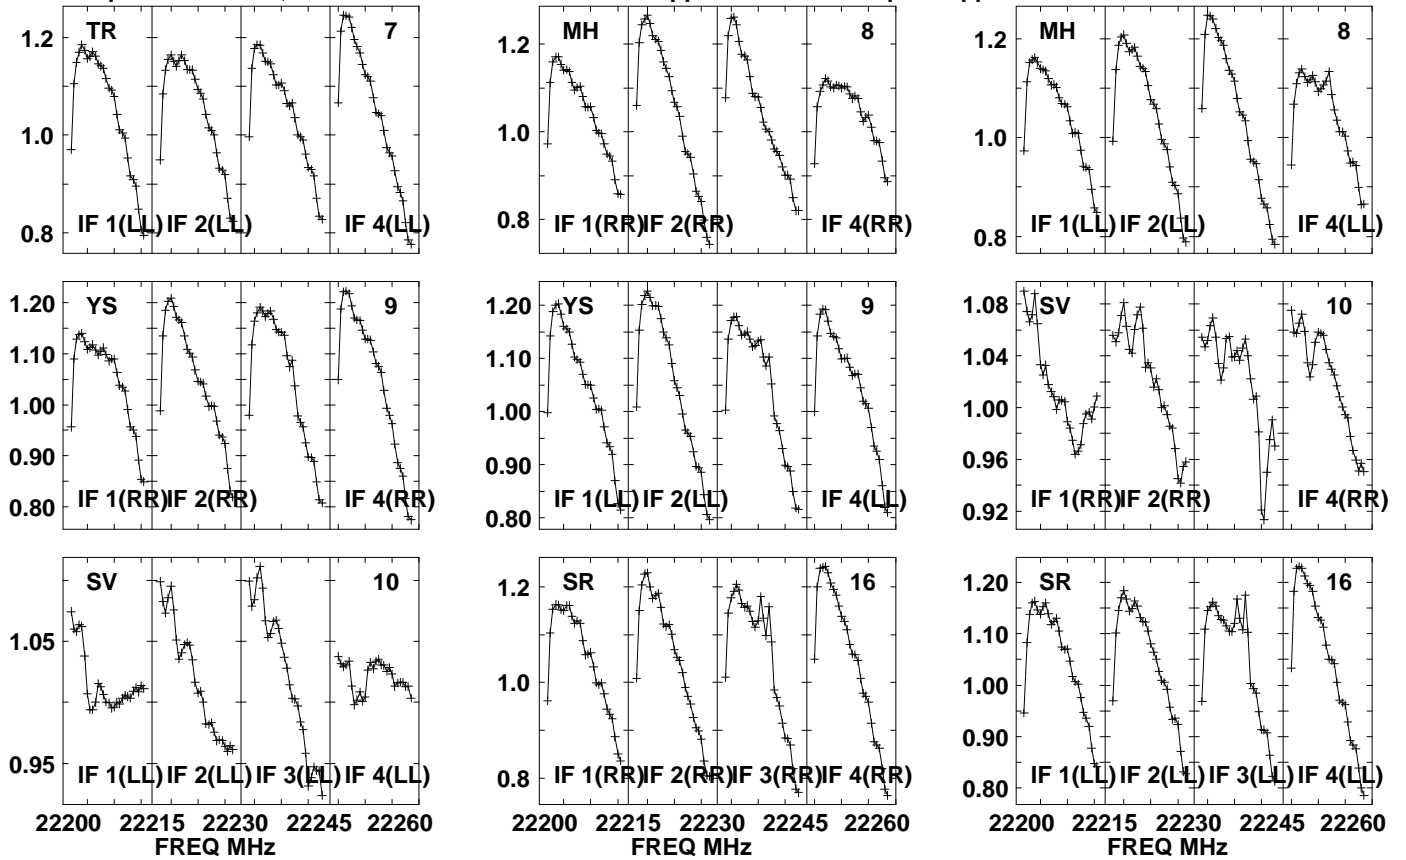 TR 7 MH 8 MH 8
1.2 1.2 1.2
1.0 1.0 1.0
0.8 IF 1(LL) IF 2(LL) IF 4(LL) 0.8 IF 1(RR) IF 2(RR) IF 4(RR) 0.8 IF 1(LL) IF 2(LL) IF 4(LL)
YS 9 YS 9 SV 10
1.20 1.20 1.08
1.10 1.10 1.04
1.00 1.00 1.00
0.90 0.90 0.96
0.80 IF 1(RR) IF 2(RR) IF 4(RR) 0.80 IF 1(LL) IF 2(LL) IF 4(LL) 0.92 IF 1(RR) IF 2(RR) IF 4(RR)
SV 10 SR 16 SR 16
1.05 1.2 1.20
1.10
1.0 1.00
0.95 0.90
IF 1(LL) IF 2(LL) IF 3(LL) IF 4(LL) 0.8 IF 1(RR) IF 2(RR) IF 3(RR) IF 4(RR) 0.80 IF 1(LL) IF 2(LL) IF 3(LL) IF 4(LL)
22200 22215 22230 22245 22260 22200 22215 22230 22245 22260 22200 22215 22230 22245 22260
FREQ MHz FREQ MHz FREQ MHz